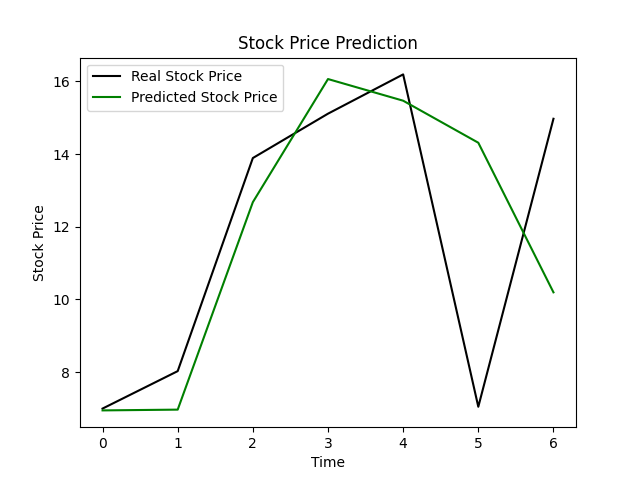 Stock Price Prediction
Real Stock Price
Predicted Stock Price
Stock Price
16
14
12
10
8
0 1 2 3 4 5 6
Time